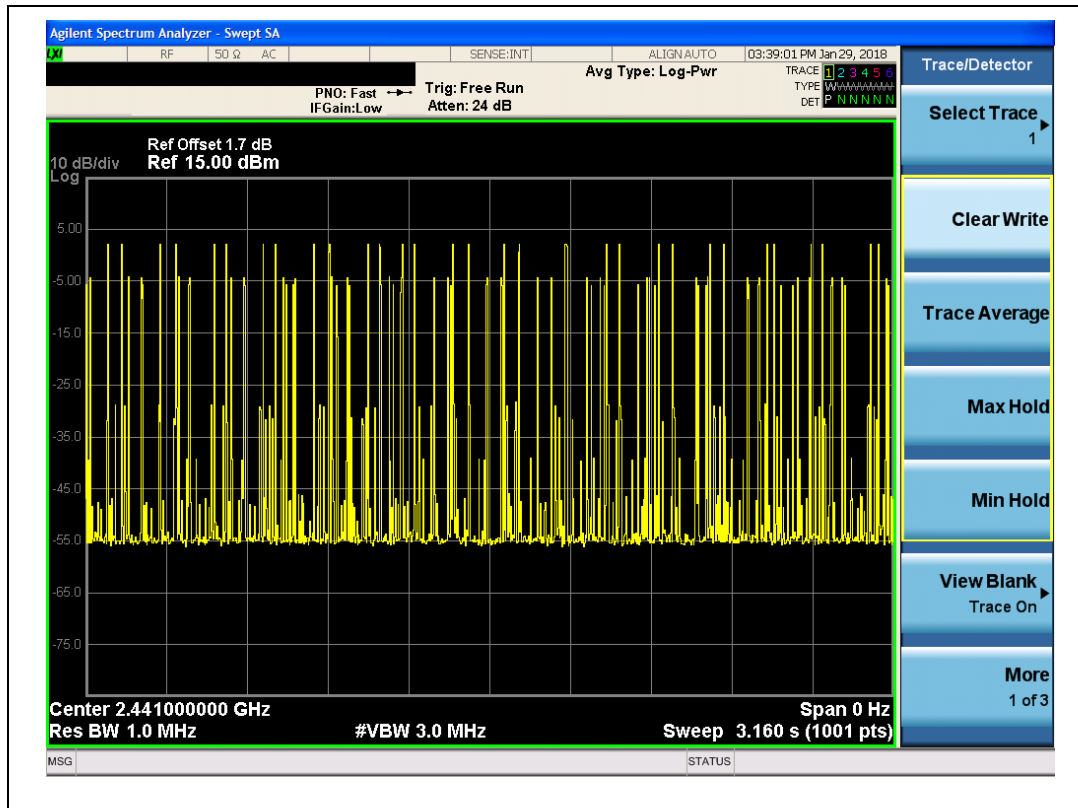 Agilent Spectrum Analyzer - Swept SA
LXI RF 50 Ω AC SENSE:INT ALIGN AUTO 03:39:01 PM Jan 29, 2018
PNO: Fast
IFGain:Low
Trig: Free Run
Atten: 24 dB
Avg Type: Log-Pwr
TRACE 1 2 3 4 5 6
TYPE WWWWWW
DET P N N N N N
Ref Offset 1.7 dB
10 dB/div Ref 15.00 dBm
Log
5.00
-5.00
-15.0
-25.0
-35.0
-45.0
-55.0
-65.0
-75.0
Center 2.441000000 GHz Span 0 Hz
Res BW 1.0 MHz #VBW 3.0 MHz Sweep 3.160 s (1001 pts)
MSG STATUS
Trace/Detector
Select Trace
1
Clear Write
Trace Average
Max Hold
Min Hold
View Blank
Trace On
More
1 of 3